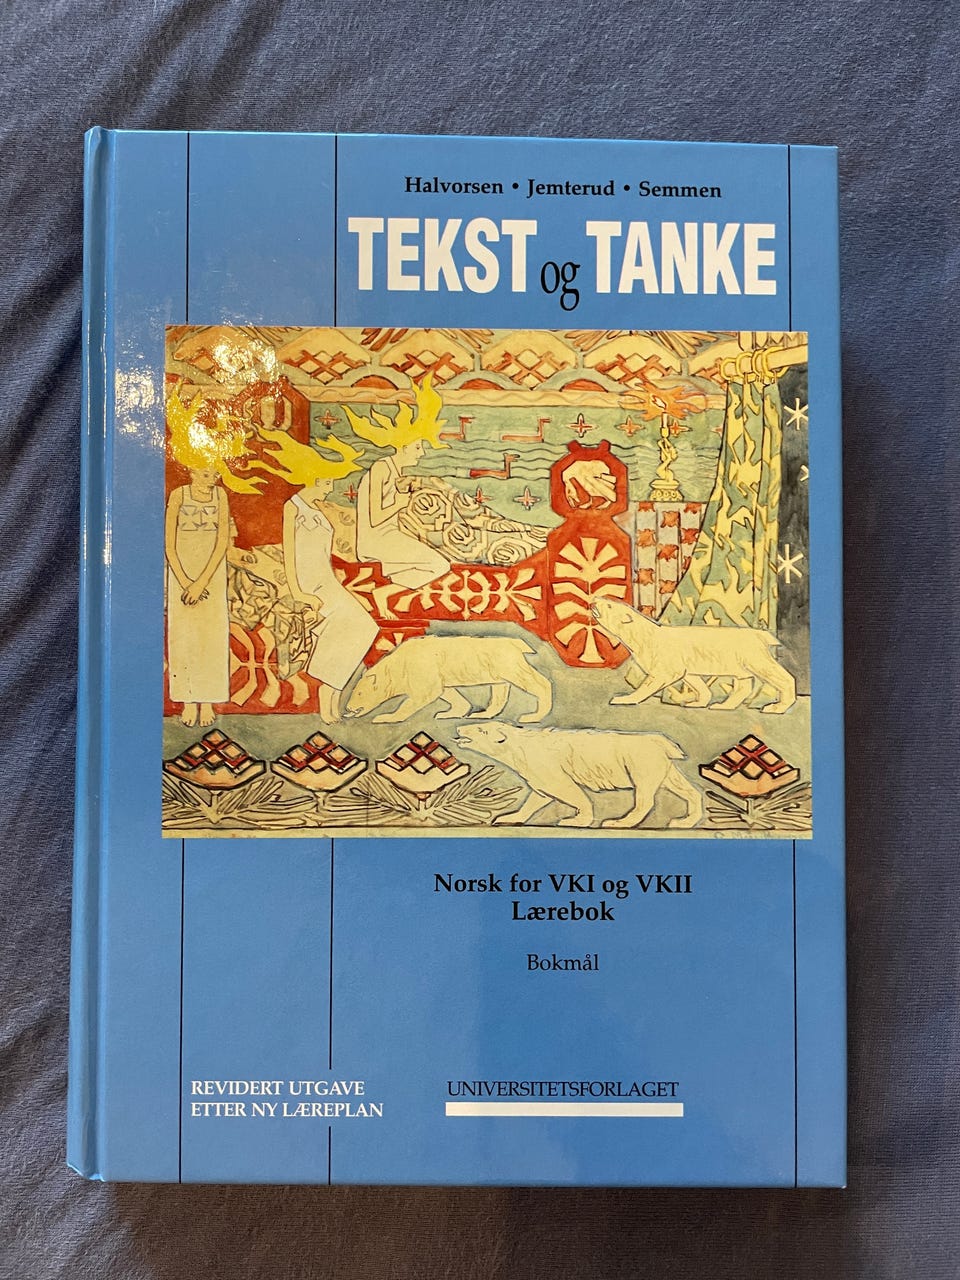 Halvorsen • Jemterud • Semmen
TEKST og TANKE
Norsk for VKI og VKII
Lærebok
Bokmål
REVIDERT UTGAVE
ETTER NY LÆREPLAN
UNIVERSITETSFORLAGET